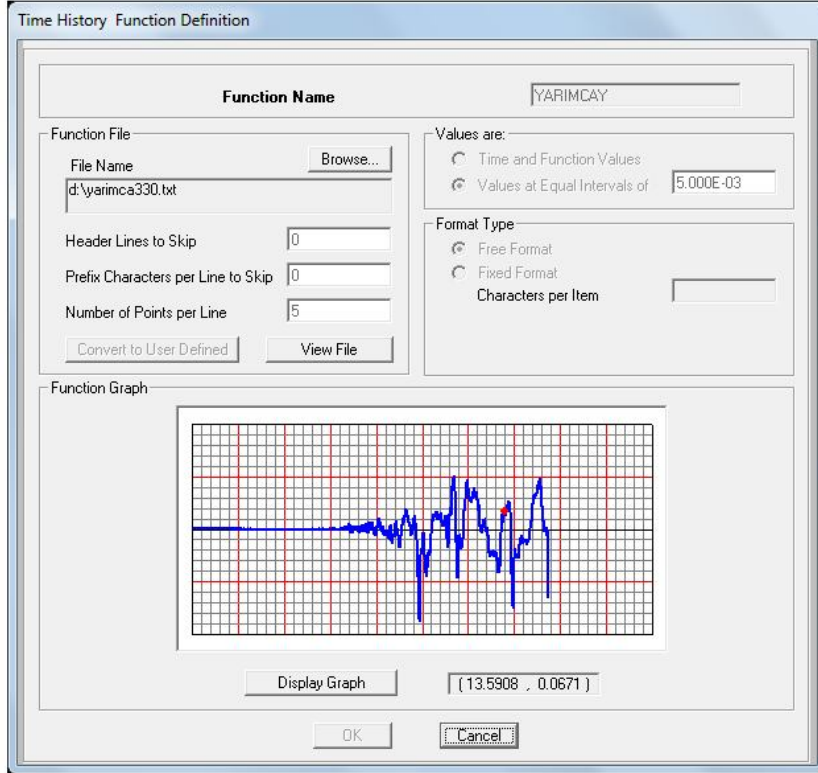 Time History Function Definition
Function Name
YARIMCAY
Function File
File Name
Browse...
d:\yarimca330.txt
Header Lines to Skip
0
Prefix Characters per Line to Skip
0
Number of Points per Line
5
Convert to User Defined
View File
Values are:
Time and Function Values
Values at Equal Intervals of
5.000E-03
Format Type
Free Format
Fixed Format
Characters per Item
Function Graph
Display Graph
(13.5908 , 0.0671 )
OK
Cancel